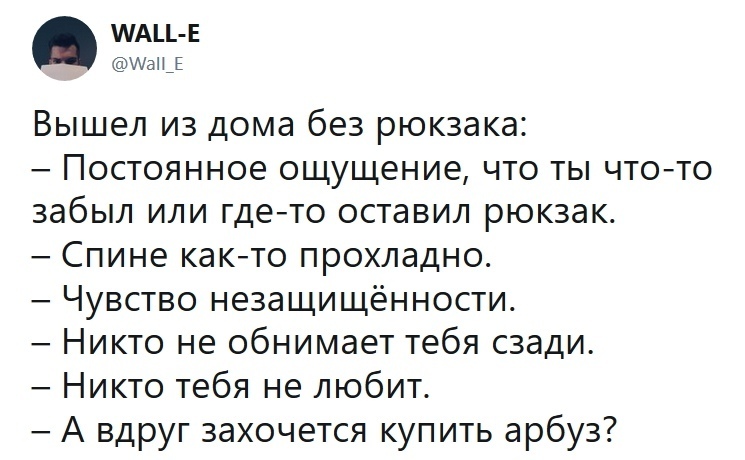 WALL-E
@Wall_E
Вышел из дома без рюкзака:
– Постоянное ощущение, что ты что-то
забыл или где-то оставил рюкзак.
– Спине как-то прохладно.
– Чувство незащищённости.
– Никто не обнимает тебя сзади.
– Никто тебя не любит.
– А вдруг захочется купить арбуз?